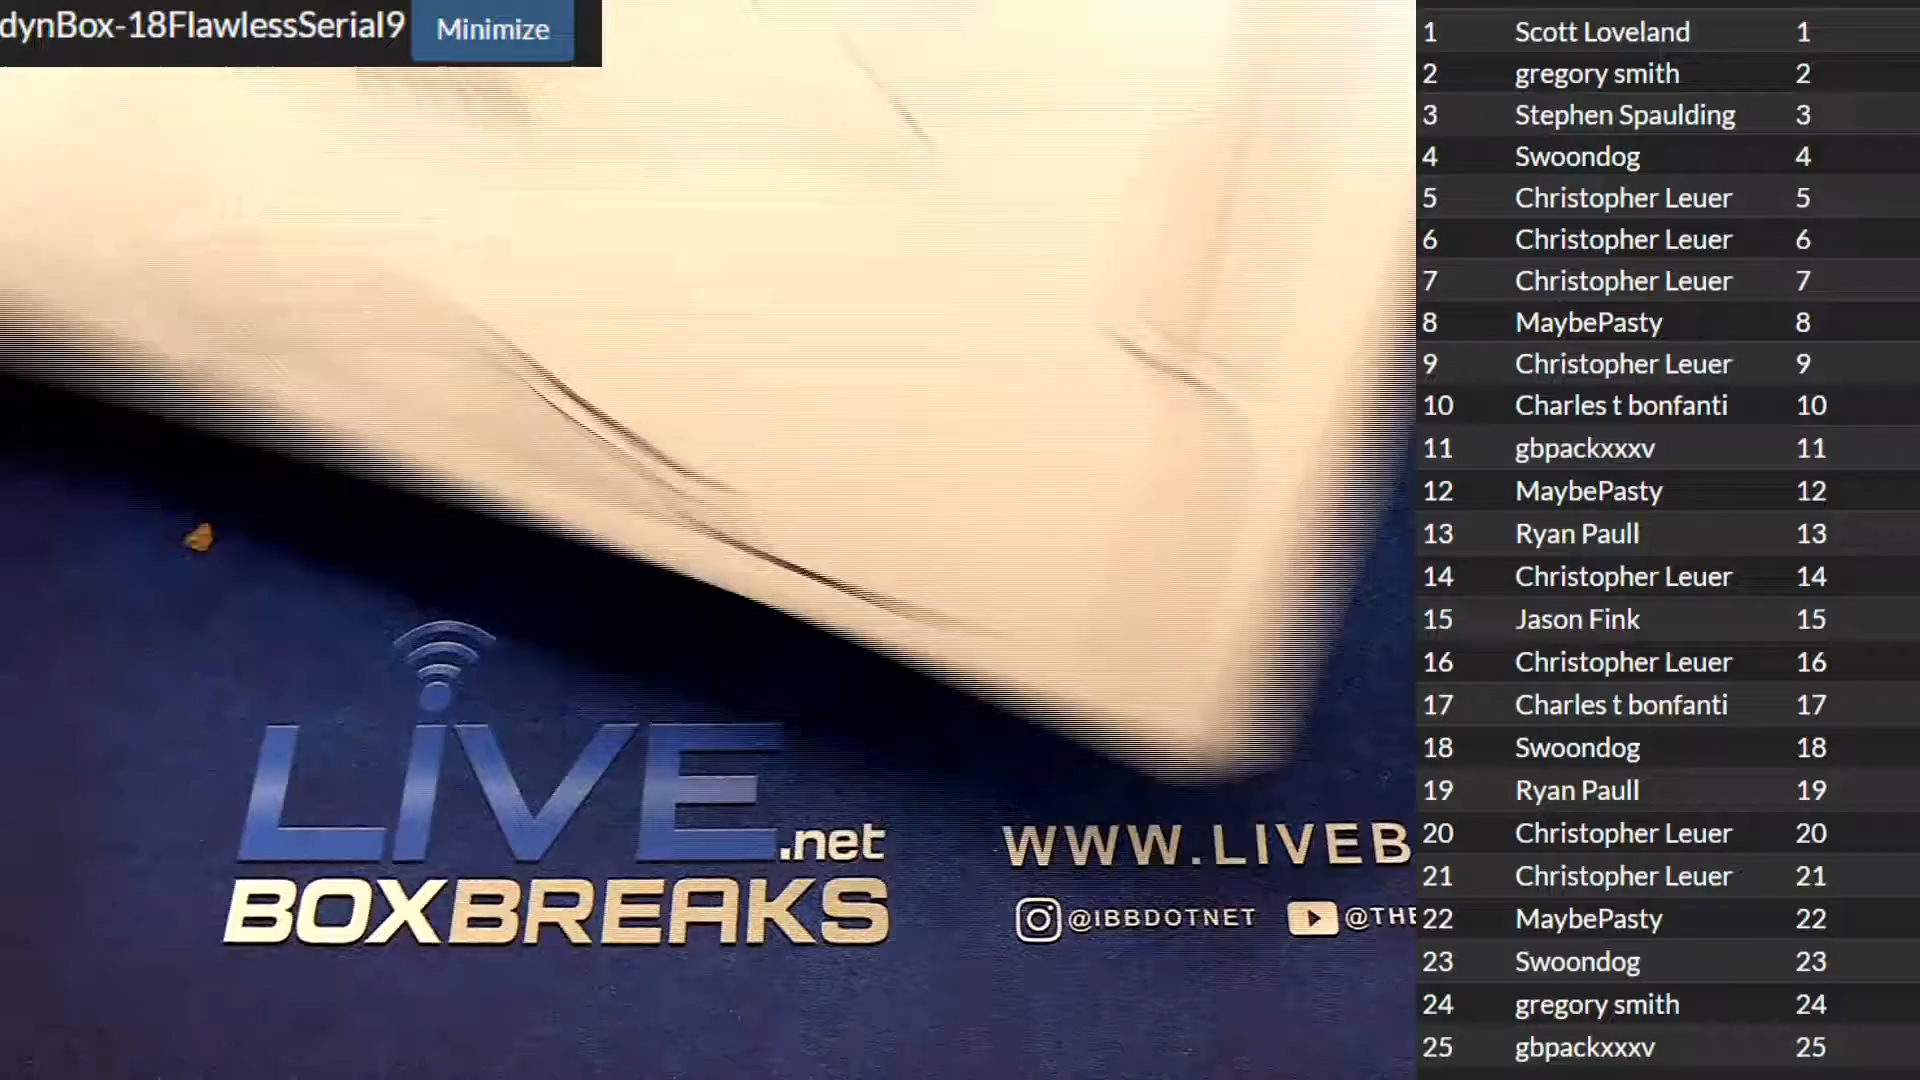 dynBox-18FlawlessSerial9 Minimize
LiVE.net
BOXBREAKS
WWW.LIVEB
@IBBDOTNET @THE
1 Scott Loveland 1
2 gregory smith 2
3 Stephen Spaulding 3
4 Swoondog 4
5 Christopher Leuer 5
6 Christopher Leuer 6
7 Christopher Leuer 7
8 MaybePasty 8
9 Christopher Leuer 9
10 Charles t bonfanti 10
11 gbpackxxxv 11
12 MaybePasty 12
13 Ryan Paull 13
14 Christopher Leuer 14
15 Jason Fink 15
16 Christopher Leuer 16
17 Charles t bonfanti 17
18 Swoondog 18
19 Ryan Paull 19
20 Christopher Leuer 20
21 Christopher Leuer 21
22 MaybePasty 22
23 Swoondog 23
24 gregory smith 24
25 gbpackxxxv 25